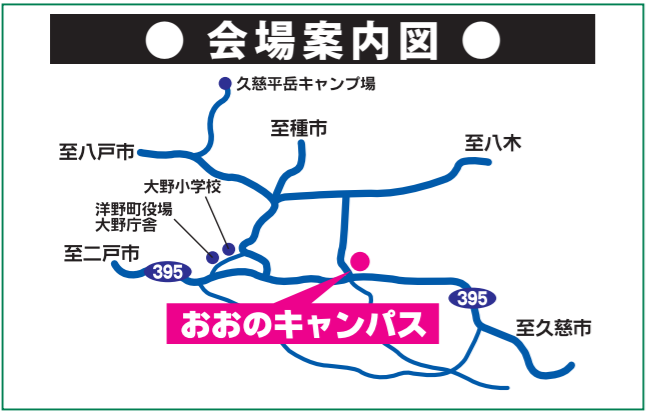 ● 会場案内図 ●
久慈平岳キャンプ場
至種市
至八木
至八戸市
大野小学校
洋野町役場
大野庁舎
至二戸市
395
395
おおのキャンパス
至久慈市